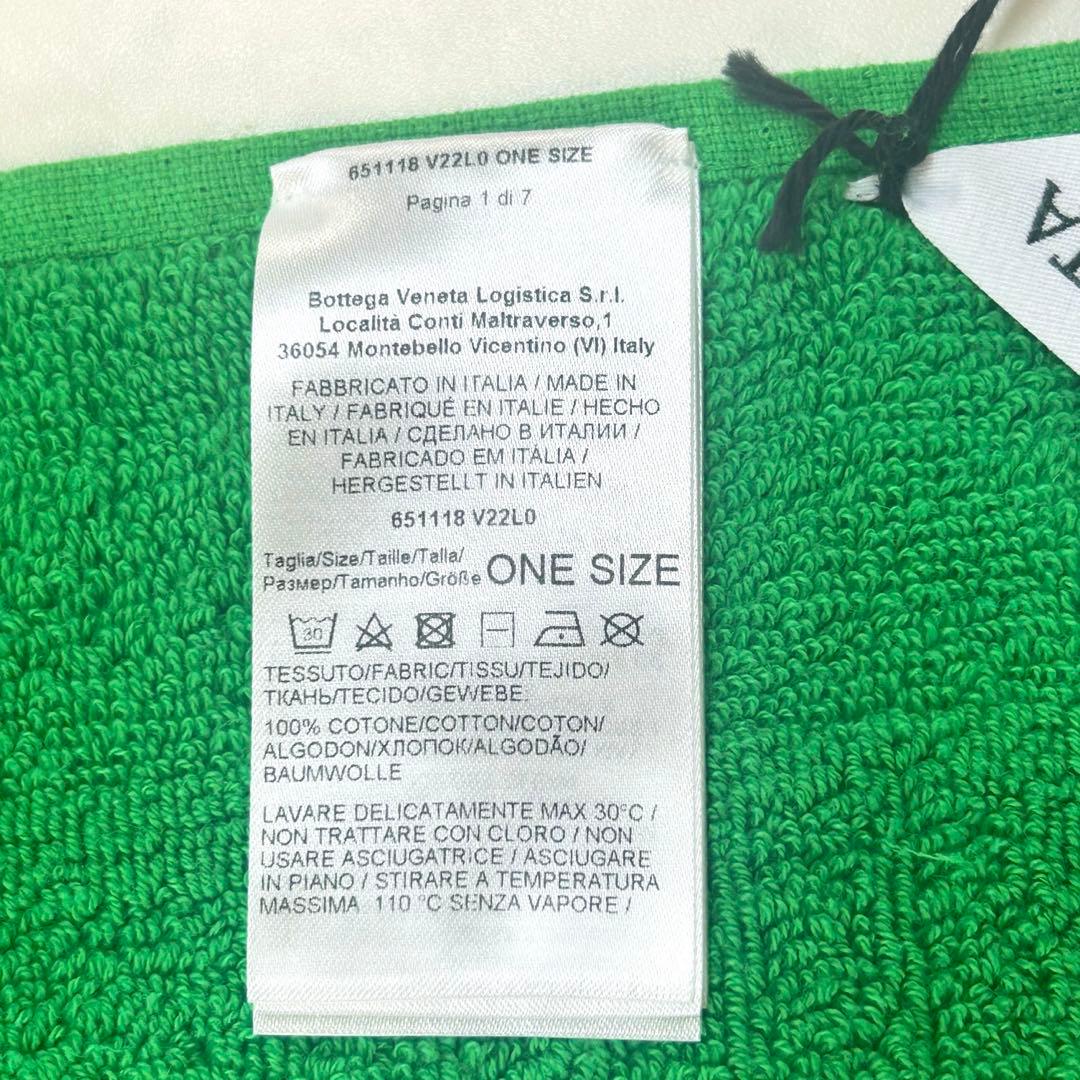 651118 V22L0 ONE SIZE
Pagina 1 di 7
Bottega Veneta Logistica S.r.l.
Località Conti Maltraverso,1
36054 Montebello Vicentino (VI) Italy
FABBRICATO IN ITALIA / MADE IN
ITALY / FABRIQUÉ EN ITALIE / HECHO
EN ITALIA / СДЕЛАНО В ИТАЛИИ /
FABRICADO EM ITALIA /
HERGESTELLT IN ITALIEN
651118 V22L0
Taglia/Size/Taille/Talla/
Размер/Tamanho/Größe ONE SIZE
30
TESSUTO/FABRIC/TISSU/TEJIDO/
ТКАНЬ/TECIDO/GEWEBE:
100% COTONE/COTTON/COTON/
ALGODON/ХЛОПОК/ALGODÃO/
BAUMWOLLE
LAVARE DELICATAMENTE MAX 30°C /
NON TRATTARE CON CLORO / NON
USARE ASCIUGATRICE / ASCIUGARE
IN PIANO / STIRARE A TEMPERATURA
MASSIMA 110 °C SENZA VAPORE /